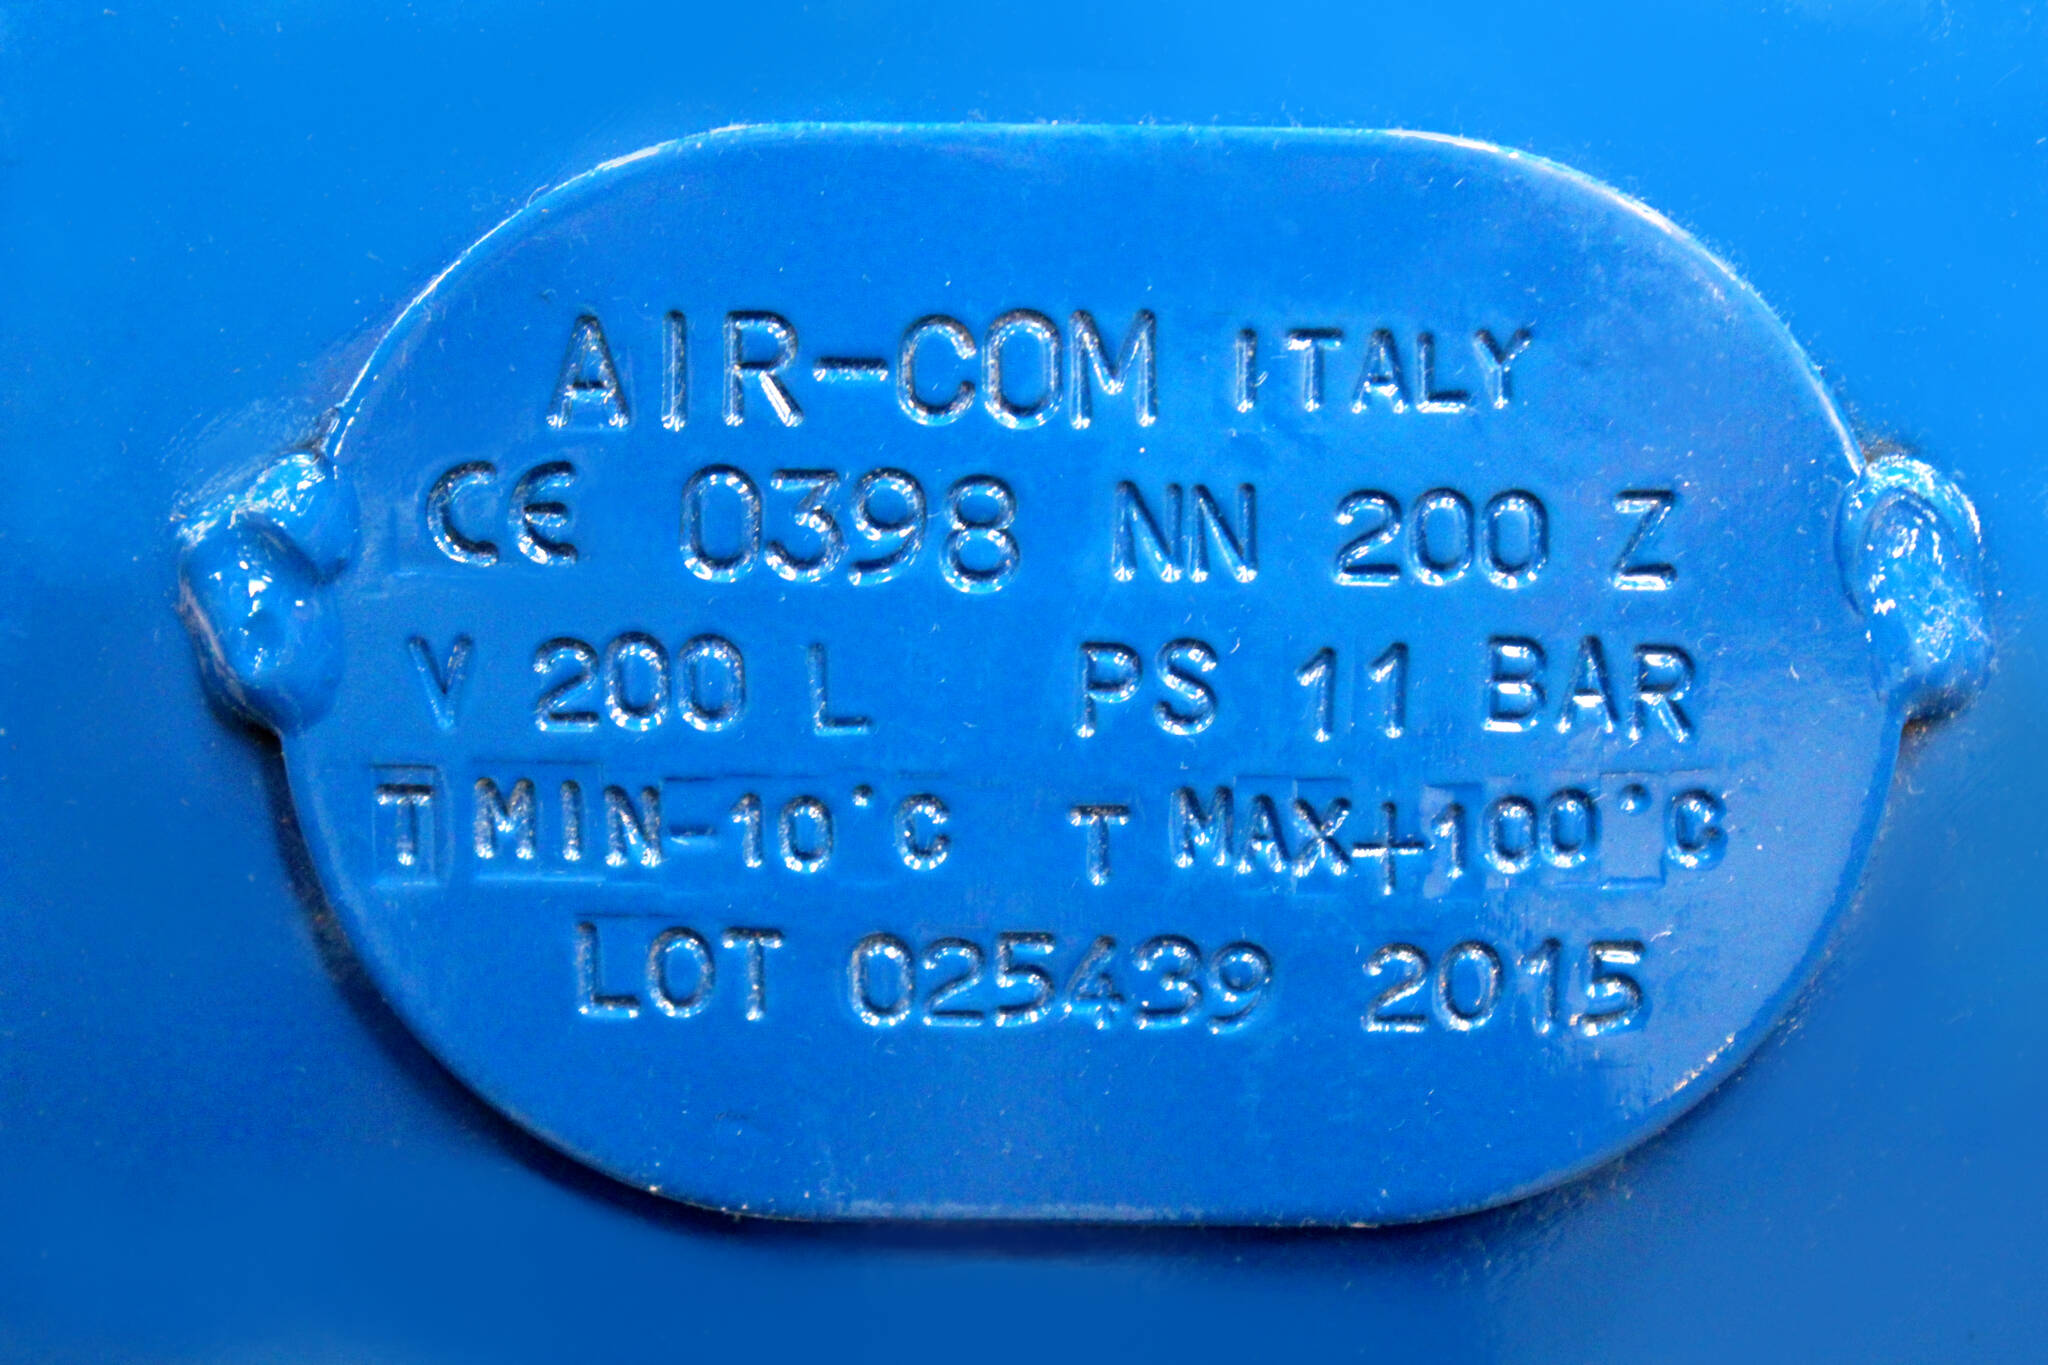 AIR-COM ITALY
CE 0398 NN 200 Z
V 200 L PS 11 BAR
T MIN-10°C T MAX+100°C
LOT 025439 2015